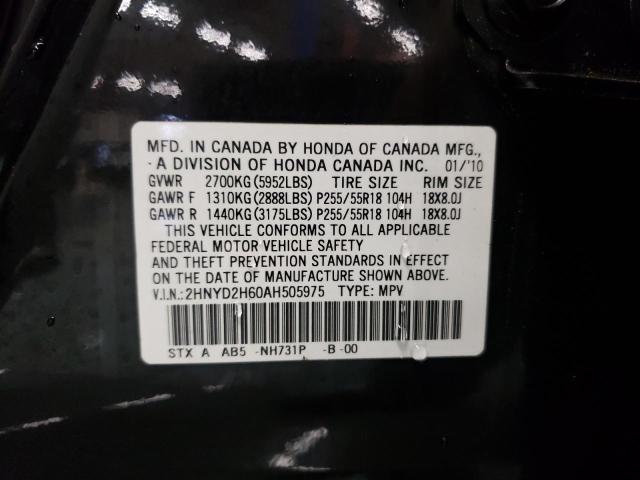 MFD. IN CANADA BY HONDA OF CANADA MFG.,
A DIVISION OF HONDA CANADA INC. 01/'10
GVWR 2700KG(5952LBS) TIRE SIZE RIM SIZE
GAWR F 1310KG(2888LBS) P255/55R18 104H 18X8.0J
GAWR R 1440KG(3175LBS) P255/55R18 104H 18X8.0J
THIS VEHICLE CONFORMS TO ALL APPLICABLE
FEDERAL MOTOR VEHICLE SAFETY
AND THEFT PREVENTION STANDARDS IN EFFECT
ON THE DATE OF MANUFACTURE SHOWN ABOVE.
V.I.N.:2HNYD2H60AH505975 TYPE: MPV
STX A AB5 -NH731P -B -00